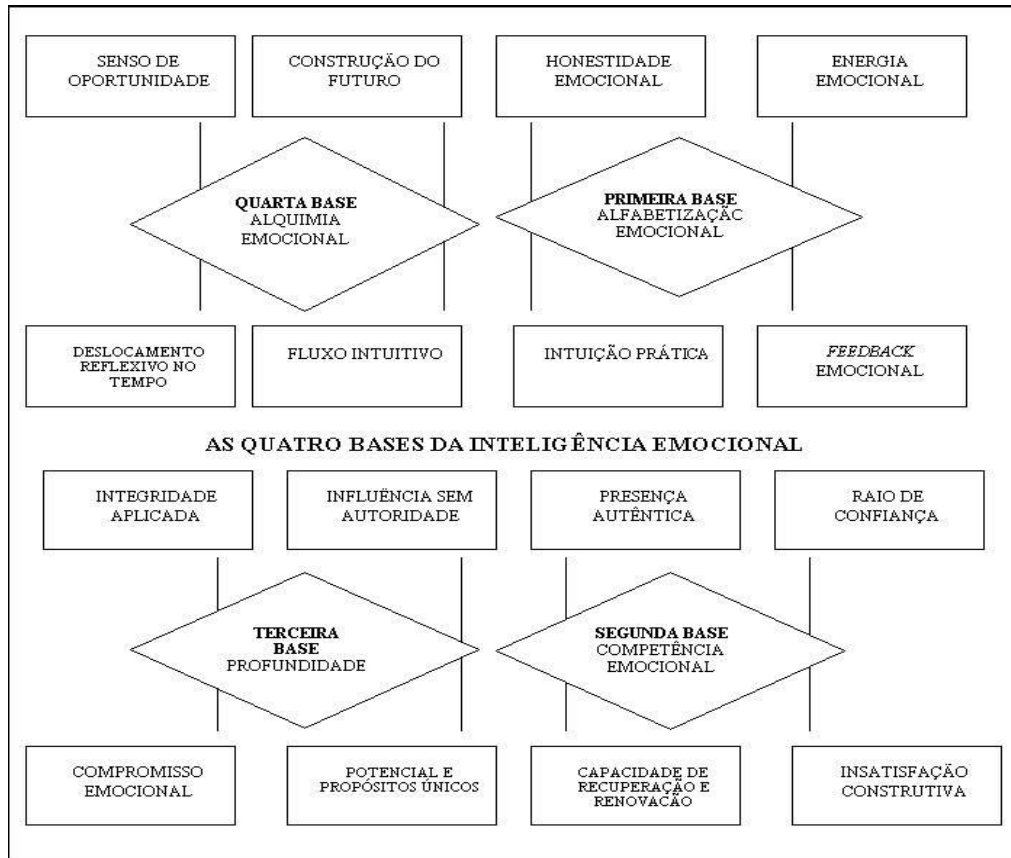 SENSO DE
OPORTUNIDADE
CONSTRUÇÃO DO
FUTURO
HONESTIDADE
EMOCIONAL
ENERGIA
EMOCIONAL
QUARTA BASE
ALQUIMIA
EMOCIONAL
PRIMEIRA BASE
ALFABETIZAÇÃO
EMOCIONAL
DESLOCAMENTO
REFLEXIVO NO
TEMPO
FLUXO INTUITIVO
INTUIÇÃO PRÁTICA
FEEDBACK
EMOCIONAL
AS QUATRO BASES DA INTELIGÊNCIA EMOCIONAL
INTEGRIDADE
APLICADA
INFLUÊNCIA SEM
AUTORIDADE
PRESENÇA
AUTÊNTICA
RAIO DE
CONFIANÇA
TERCEIRA
BASE
PROFUNDIDADE
SEGUNDA BASE
COMPETÊNCIA
EMOCIONAL
COMPROMISSO
EMOCIONAL
POTENCIAL E
PROPÓSITOS ÚNICOS
CAPACIDADE DE
RECUPERAÇÃO E
RENOVACÃO
INSATISFAÇÃO
CONSTRUTIVA